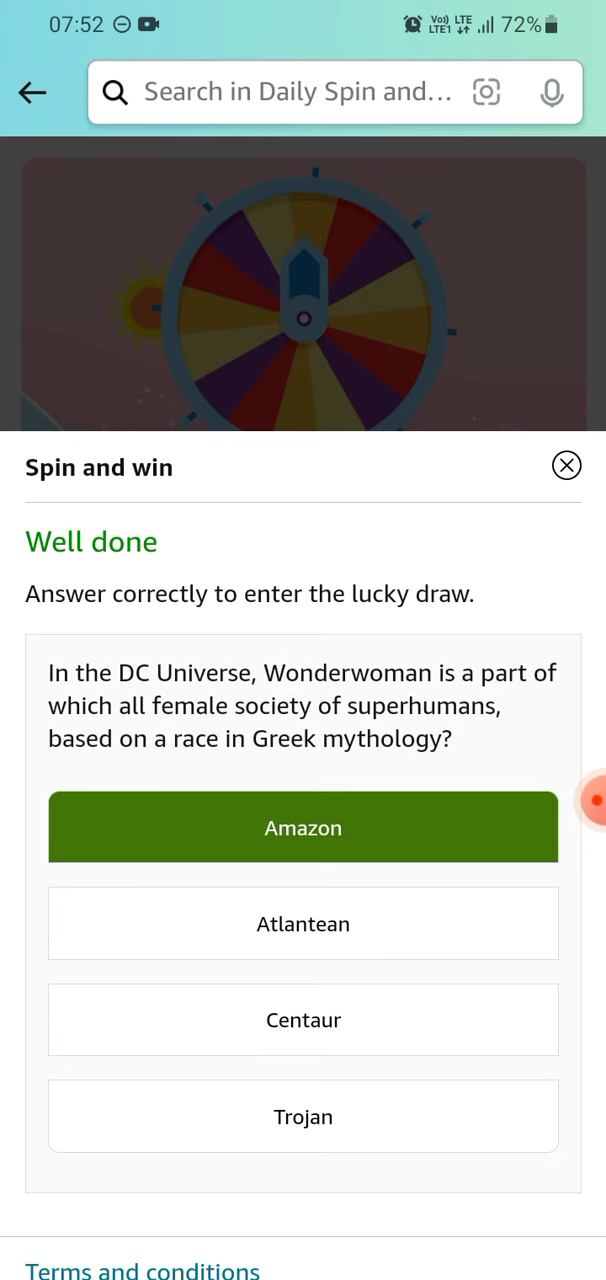 07:52 Vo) LTE LTE1 72%
Search in Daily Spin and...
Spin and win
Well done
Answer correctly to enter the lucky draw.
In the DC Universe, Wonderwoman is a part of
which all female society of superhumans,
based on a race in Greek mythology?
Amazon
Atlantean
Centaur
Trojan
Terms and conditions